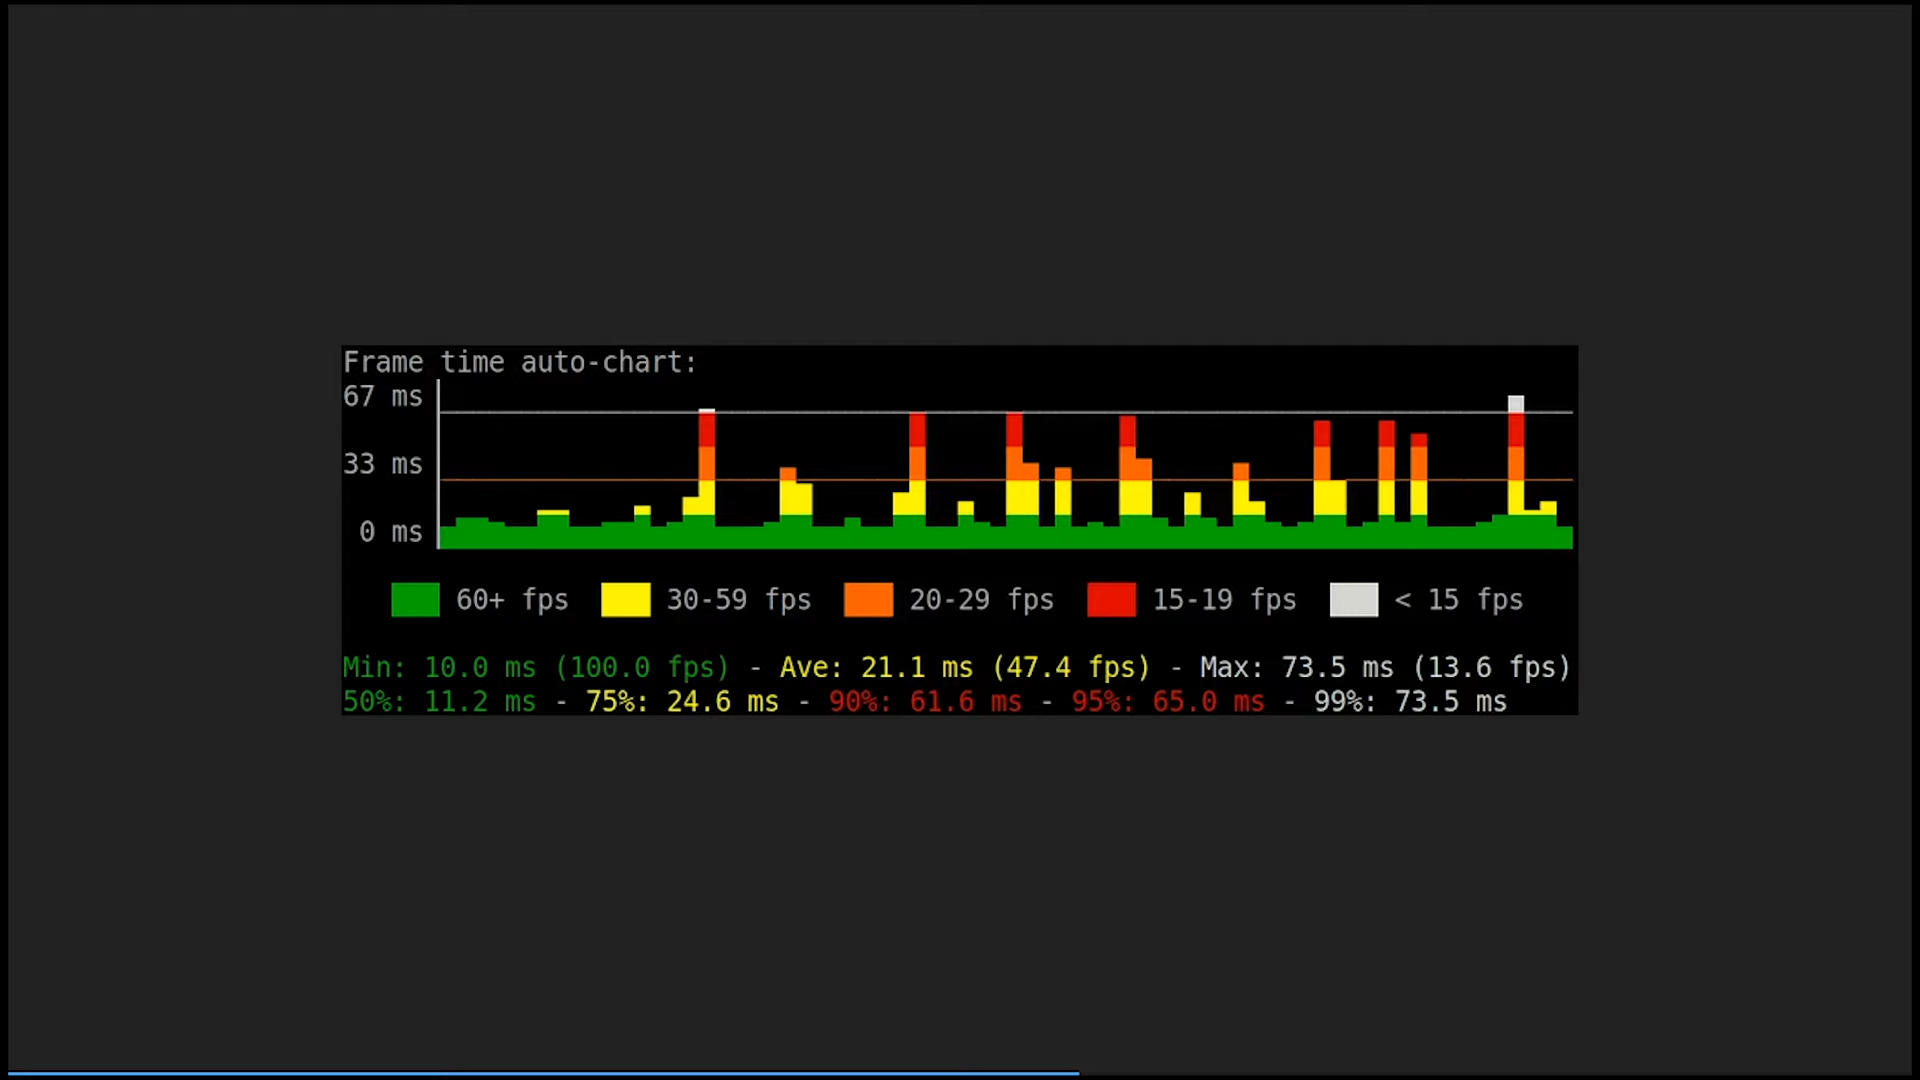 Frame time auto-chart:
67 ms
33 ms
0 ms
60+ fps 30-59 fps 20-29 fps 15-19 fps < 15 fps
Min: 10.0 ms (100.0 fps) - Ave: 21.1 ms (47.4 fps) - Max: 73.5 ms (13.6 fps)
50%: 11.2 ms - 75%: 24.6 ms - 90%: 61.6 ms - 95%: 65.0 ms - 99%: 73.5 ms